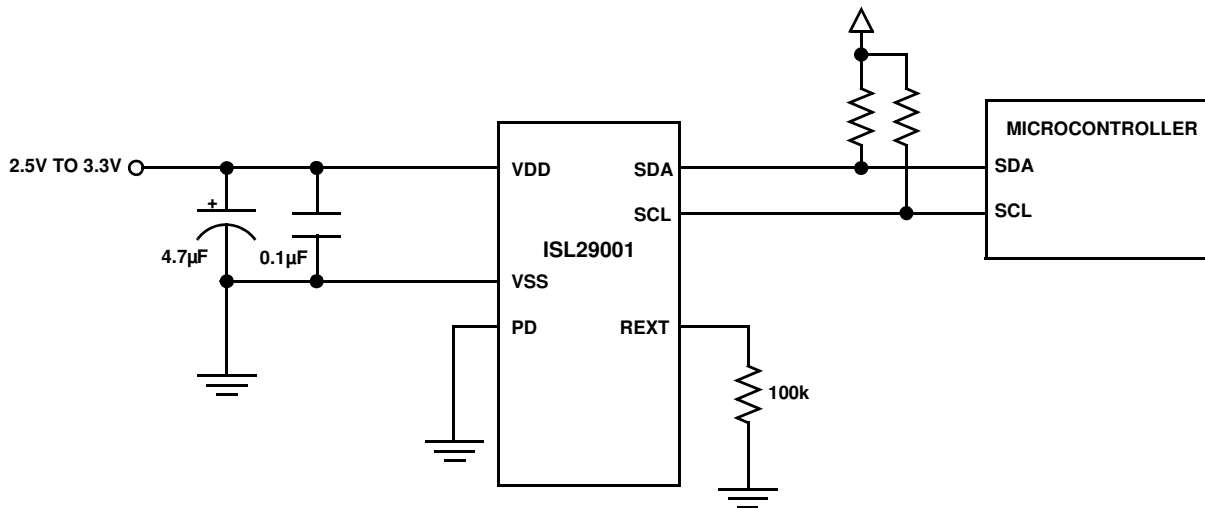 MICROCONTROLLER
2.5V TO 3.3V
VDD
SDA
SDA
SCL
SCL
+
4.7µF
0.1µF
ISL29001
VSS
PD
REXT
100k